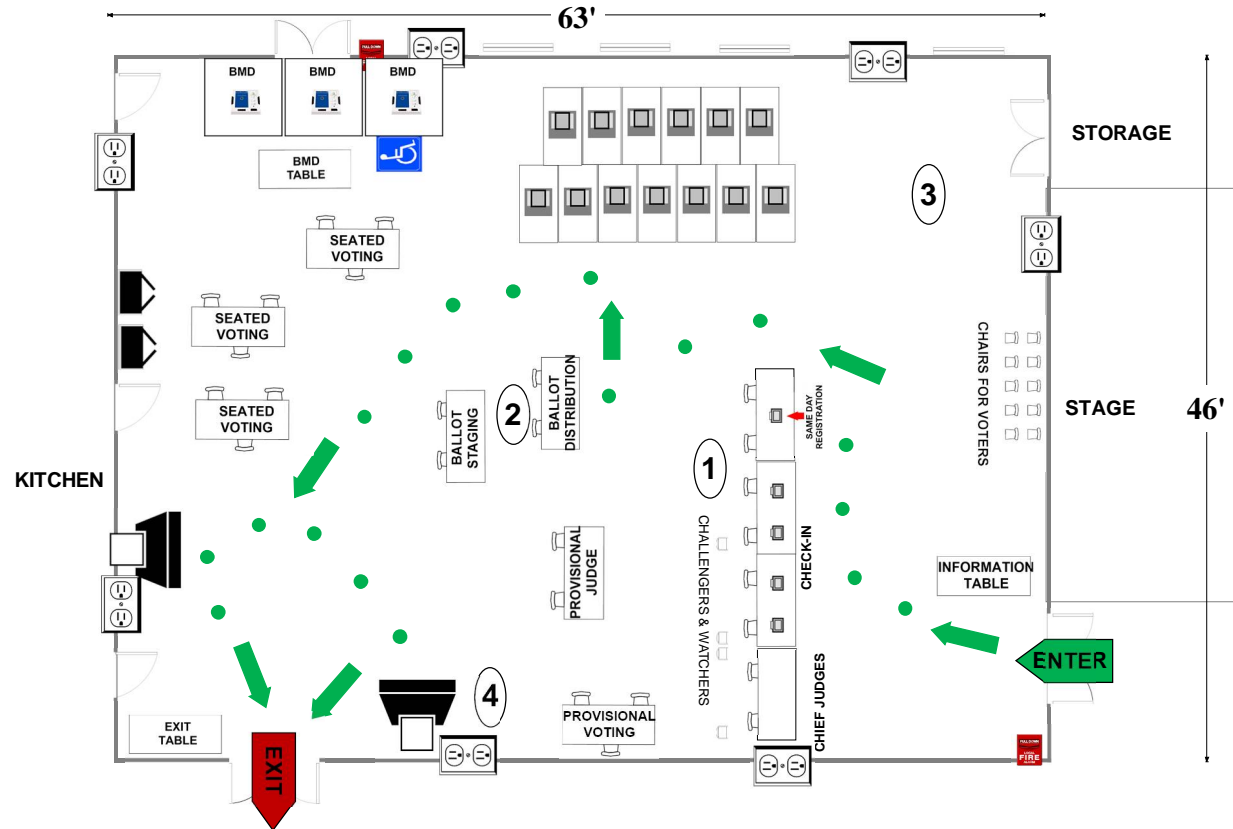 63'
BMD
BMD
BMD
BMD
TABLE
STORAGE
3
SEATED
VOTING
SEATED
VOTING
SEATED
VOTING
CHAIRS FOR VOTERS
STAGE
46'
BALLOT
STAGING
2
BALLOT
DISTRIBUTION
SAME DAY
REGISTRATION
1
KITCHEN
CHALLENGERS & WATCHERS
CHECK-IN
PROVISIONAL
JUDGE
INFORMATION
TABLE
ENTER
4
PROVISIONAL
VOTING
CHIEF JUDGES
EXIT
TABLE
EXIT
FIRE